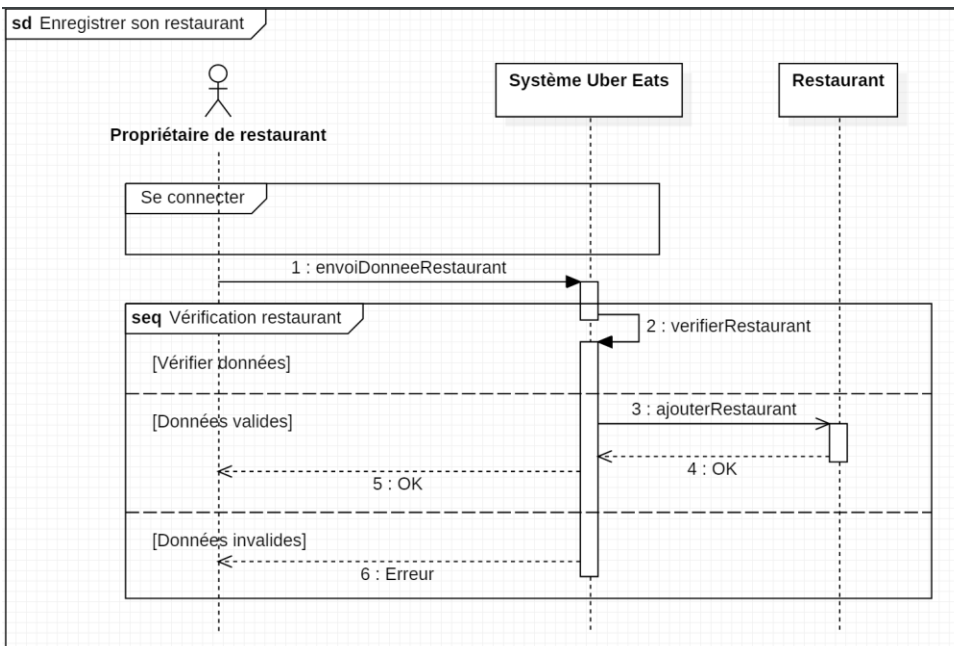 sd Enregistrer son restaurant
Système Uber Eats
Restaurant
Propriétaire de restaurant
Se connecter
1 : envoiDonneeRestaurant
seq Vérification restaurant
2 : verifierRestaurant
[Vérifier données]
3 : ajouterRestaurant
[Données valides]
4 : OK
5 : OK
[Données invalides]
6 : Erreur